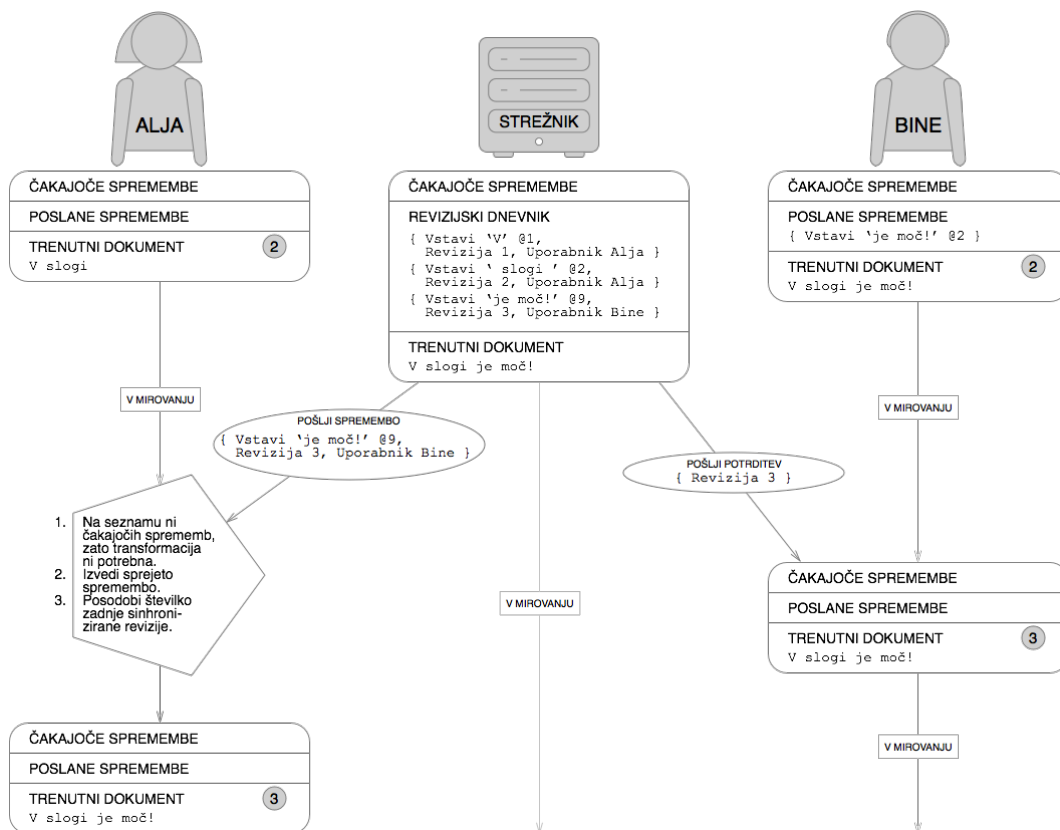 ALJA
STREŽNIK
BINE
ČAKAJOČE SPREMEMBE
POSLANE SPREMEMBE
TRENUTNI DOKUMENT
2
V slogi
ČAKAJOČE SPREMEMBE
REVIZIJSKI DNEVNIK
{ Vstavi ‘V’ @1,
Revizija 1, Uporabnik Alja }
{ Vstavi ‘ slogi ’ @2,
Revizija 2, Uporabnik Alja }
{ Vstavi ‘je moč!’ @9,
Revizija 3, Uporabnik Bine }
TRENUTNI DOKUMENT
V slogi je moč!
ČAKAJOČE SPREMEMBE
POSLANE SPREMEMBE
{ Vstavi ‘je moč!’ @2 }
TRENUTNI DOKUMENT
2
V slogi je moč!
V MIROVANJU
V MIROVANJU
POŠLJI SPREMEMBO
{ Vstavi ‘je moč!’ @9,
Revizija 3, Uporabnik Bine }
POŠLJI POTRDITEV
{ Revizija 3 }
1. Na seznamu ni
čakajočih sprememb,
zato transformacija
ni potrebna.
2. Izvedi sprejeto
spremembo.
3. Posodobi številko
zadnje sinhroni-
zirane revizije.
V MIROVANJU
ČAKAJOČE SPREMEMBE
POSLANE SPREMEMBE
TRENUTNI DOKUMENT
3
V slogi je moč!
V MIROVANJU
ČAKAJOČE SPREMEMBE
POSLANE SPREMEMBE
TRENUTNI DOKUMENT
3
V slogi je moč!